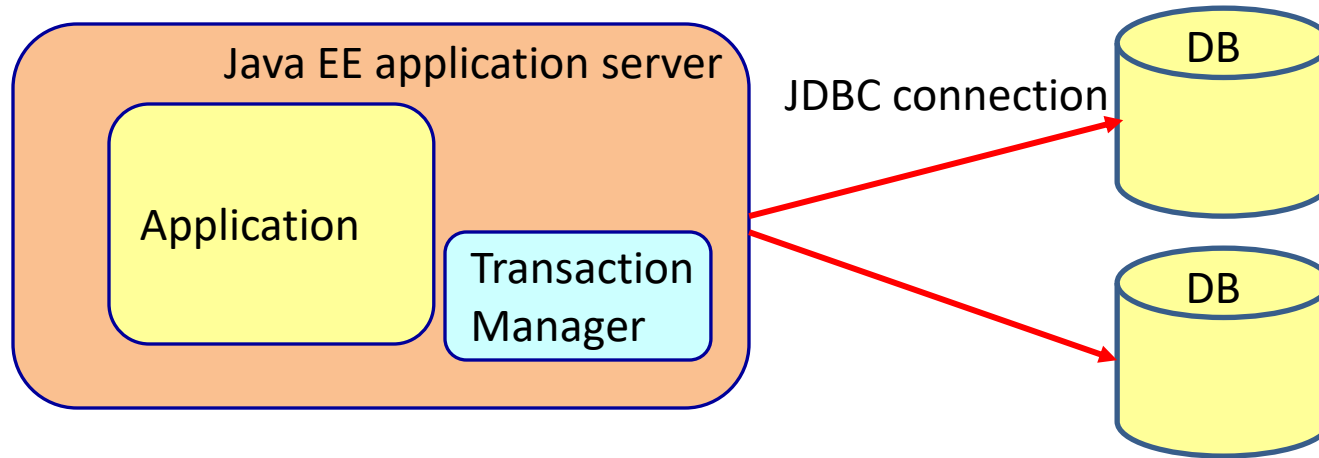 Java EE application server
DB
JDBC connection
Application
Transaction
Manager
DB